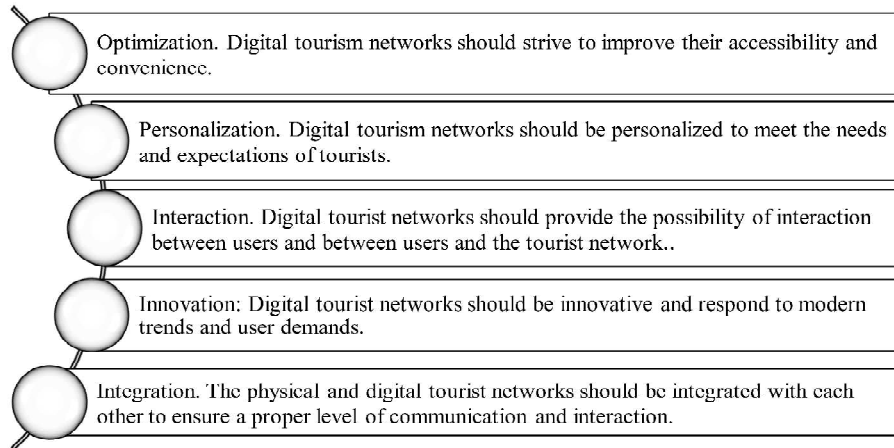 Optimization. Digital tourism networks should strive to improve their accessibility and
convenience.
Personalization. Digital tourism networks should be personalized to meet the needs
and expectations of tourists.
Interaction. Digital tourist networks should provide the possibility of interaction
between users and between users and the tourist network..
Innovation: Digital tourist networks should be innovative and respond to modern
trends and user demands.
Integration. The physical and digital tourist networks should be integrated with each
other to ensure a proper level of communication and interaction.